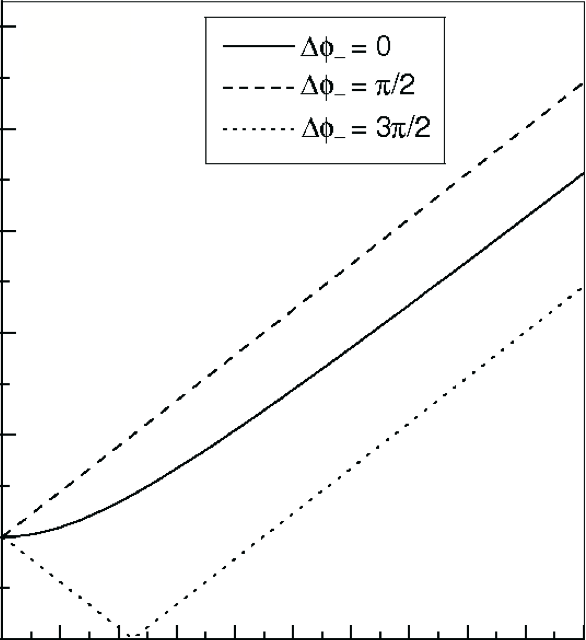 Δϕ₋ = 0
Δϕ₋ = π/2
Δϕ₋ = 3π/2